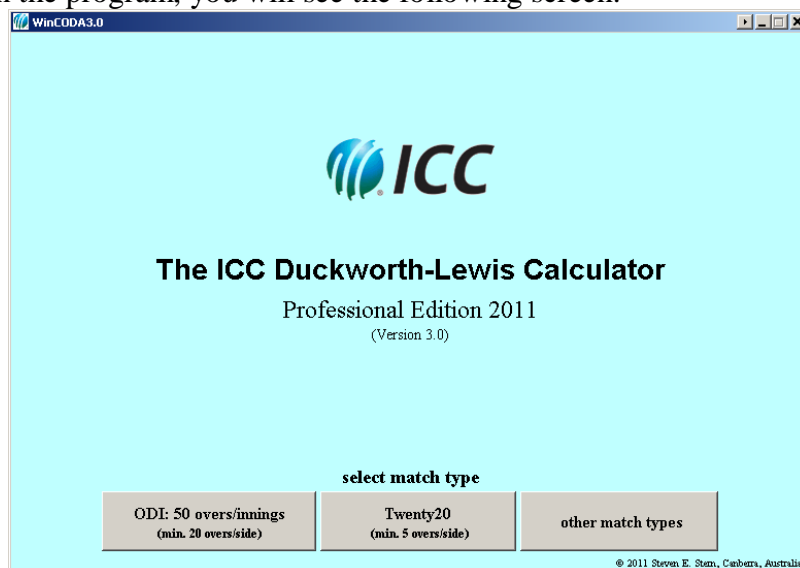 the program, you will see the following screen.
WinCODA3.0
ICC
The ICC Duckworth-Lewis Calculator
Professional Edition 2011
(Version 3.0)
select match type
ODI: 50 overs/innings
(min. 20 overs/side)
Twenty20
(min. 5 overs/side)
other match types
© 2011 Steven E. Stern, Canberra, Australia